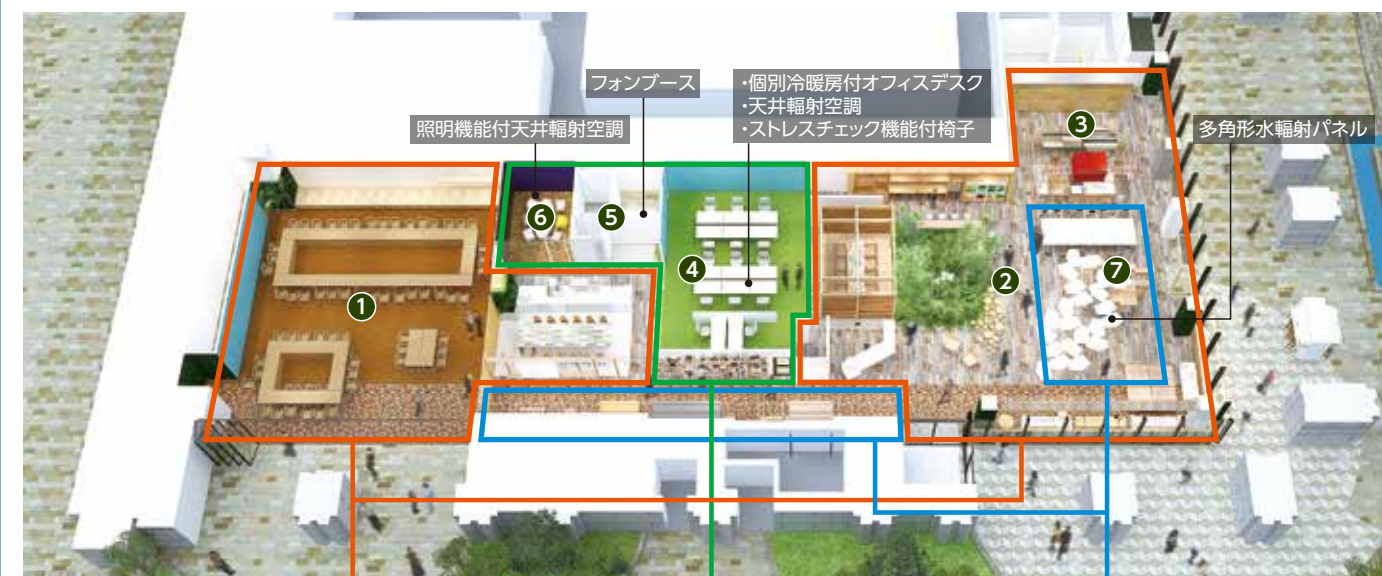 フォンブース
・個別冷暖房付オフィスデスク
・天井輻射空調
・ストレスチェック機能付椅子
照明機能付天井輻射空調
多角形水輻射パネル
3
6
5
4
2
7
1